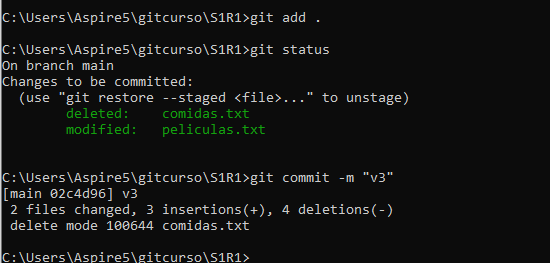 C:\Users\Aspire5\gitcurso\S1R1>git add .
C:\Users\Aspire5\gitcurso\S1R1>git status
On branch main
Changes to be committed:
  (use "git restore --staged <file>..." to unstage)
        deleted:    comidas.txt
        modified:   peliculas.txt
C:\Users\Aspire5\gitcurso\S1R1>git commit -m "v3"
[main 02c4d96] v3
 2 files changed, 3 insertions(+), 4 deletions(-)
 delete mode 100644 comidas.txt
C:\Users\Aspire5\gitcurso\S1R1>